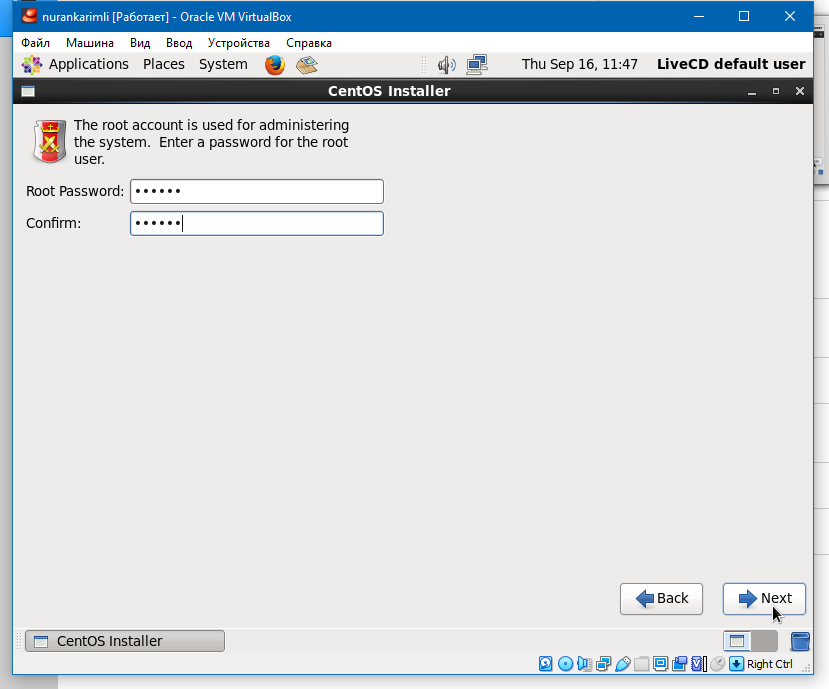 nurankarimli [Работает] - Oracle VM VirtualBox
Файл Машина Вид Ввод Устройства Справка
Applications Places System Thu Sep 16, 11:47 LiveCD default user
CentOS Installer
The root account is used for administering
the system. Enter a password for the root
user.
Root Password: ••••••
Confirm: ••••••
Back Next
CentOS Installer
Right Ctrl